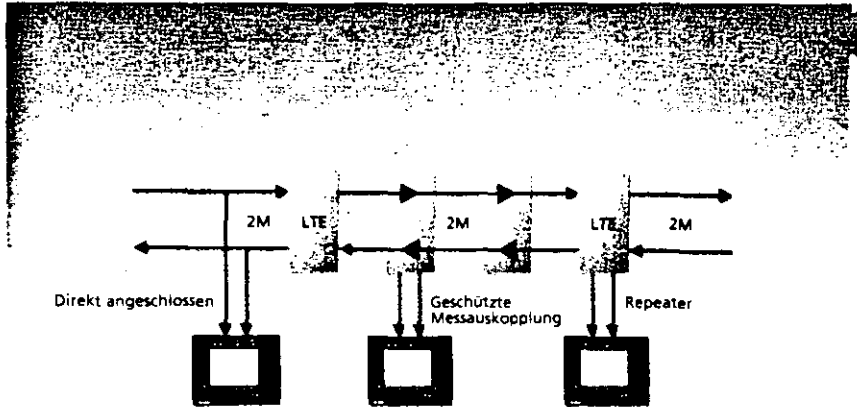 2M LTE 2M LTE 2M
Direkt angeschlossen
Geschützte
Messauskopplung
Repeater